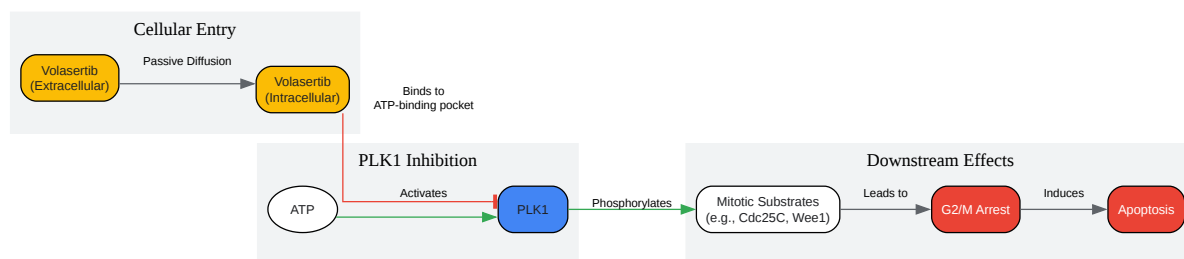 Cellular Entry
Volasertib
(Extracellular)
Passive Diffusion
Volasertib
(Intracellular)
Binds to
ATP-binding pocket
PLK1 Inhibition
ATP
Activates
PLK1
Phosphorylates
Downstream Effects
Mitotic Substrates
(e.g., Cdc25C, Wee1)
Leads to
G2/M Arrest
Induces
Apoptosis